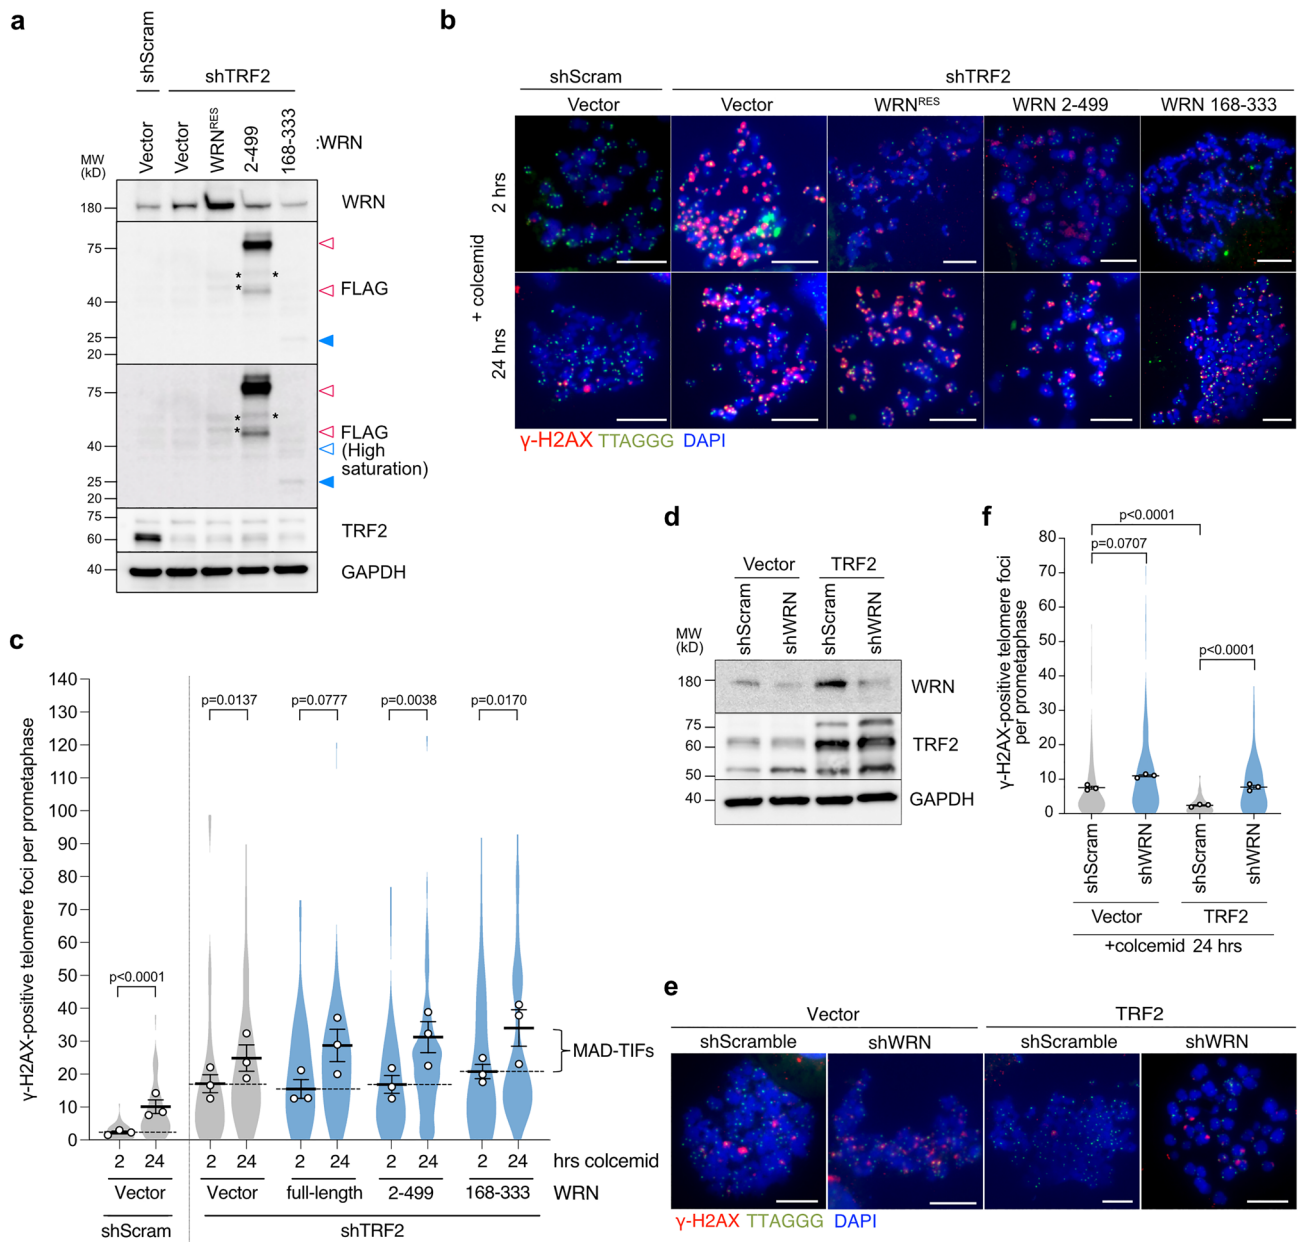 a
shScram
shTRF2
Vector
Vector
WRNRES
2-499
168-333
:WRN
MW
(kD)
180
WRN
75
40
25
20
*
*
*
FLAG
75
40
25
20
*
*
*
FLAG
(High
saturation)
75
60
TRF2
40
GAPDH
b
shScram
shTRF2
Vector
Vector
WRNRES
WRN 2-499
WRN 168-333
+ colcemid
2 hrs
24 hrs
γ-H2AX TTAGGG DAPI
c
γ-H2AX-positive telomere foci per prometaphase
140
130
120
110
100
90
80
70
60
50
40
30
20
10
0
p<0.0001
p=0.0137
p=0.0777
p=0.0038
p=0.0170
MAD-TIFs
2 24 2 24 2 24 2 24 2 24 hrs colcemid
Vector Vector full-length 2-499 168-333 WRN
shScram shTRF2
d
Vector TRF2
shScram
shWRN
shScram
shWRN
MW
(kD)
180
WRN
75
60
50
TRF2
40
GAPDH
f
γ-H2AX-positive telomere foci
per prometaphase
80
70
60
50
40
30
20
10
0
p<0.0001
p=0.0707
p<0.0001
shScram
shWRN
shScram
shWRN
Vector TRF2
+colcemid 24 hrs
e
Vector TRF2
shScramble shWRN shScramble shWRN
γ-H2AX TTAGGG DAPI